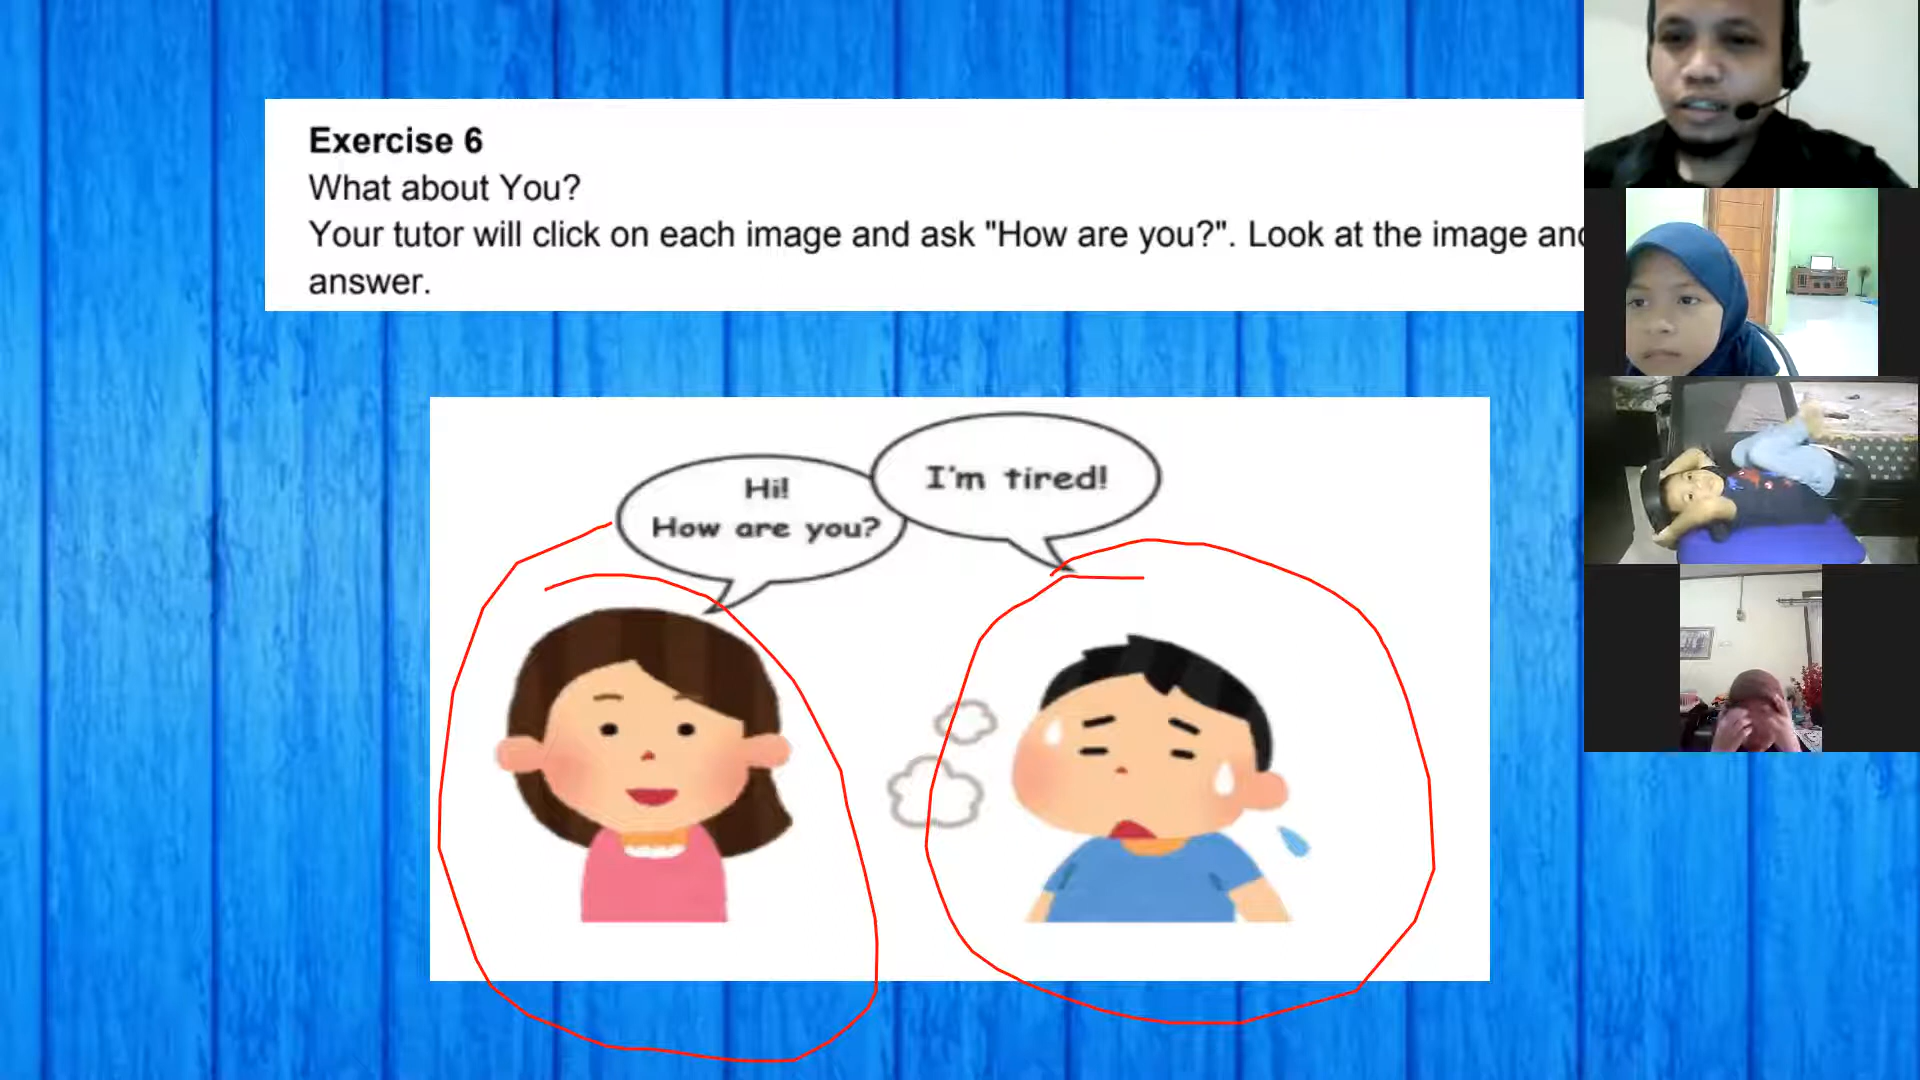 Exercise 6
What about You?
Your tutor will click on each image and ask "How are you?". Look at the image and
answer.
Hi!
How are you?
I'm tired!